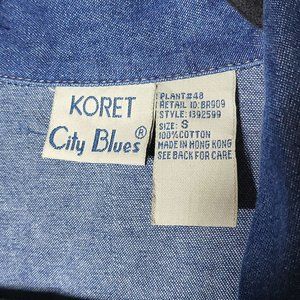 KORET
City Blues®
PLANT#48
RETAIL ID: BR909
STYLE: 1392599
SIZE: S
100% COTTON
MADE IN HONG KONG
SEE BACK FOR CARE